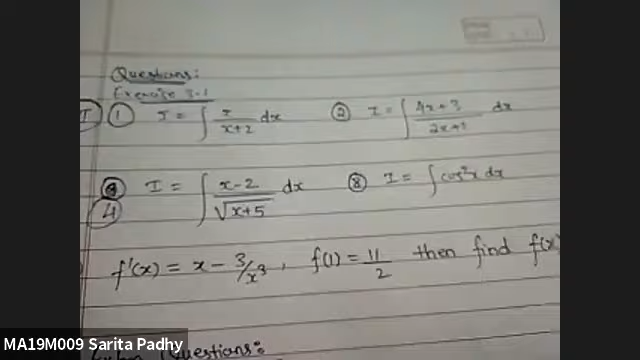 Questions:
Exercise 3.1
I ① I = ∫ x/(x+2) dx ② I = ∫ (4x+3)/(2x+1) dx
I = ∫ (x-2)/√(x+5) dx ⑧ I = ∫ cos²x dx
4
f'(x) = x - 3/x³, f(1) = 11/2 then find f(x)
Questions:
MA19M009 Sarita Padhy